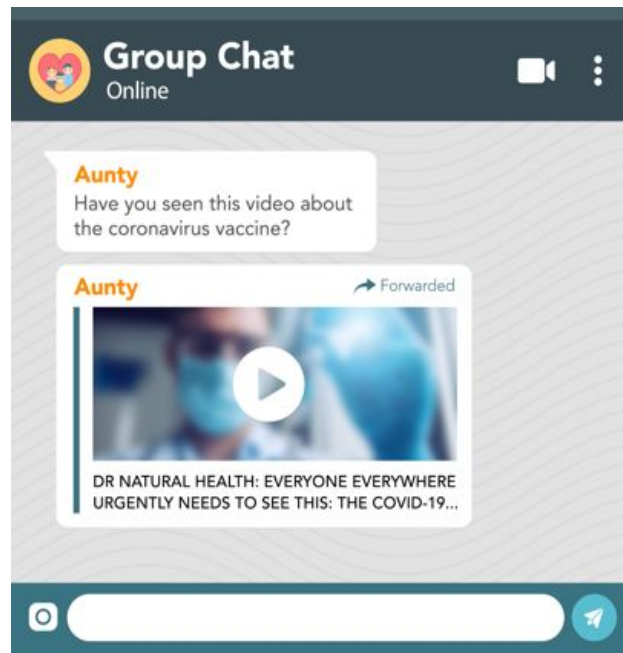 Group Chat
Online
Aunty
Have you seen this video about
the coronavirus vaccine?
Aunty
Forwarded
DR NATURAL HEALTH: EVERYONE EVERYWHERE
URGENTLY NEEDS TO SEE THIS: THE COVID-19...